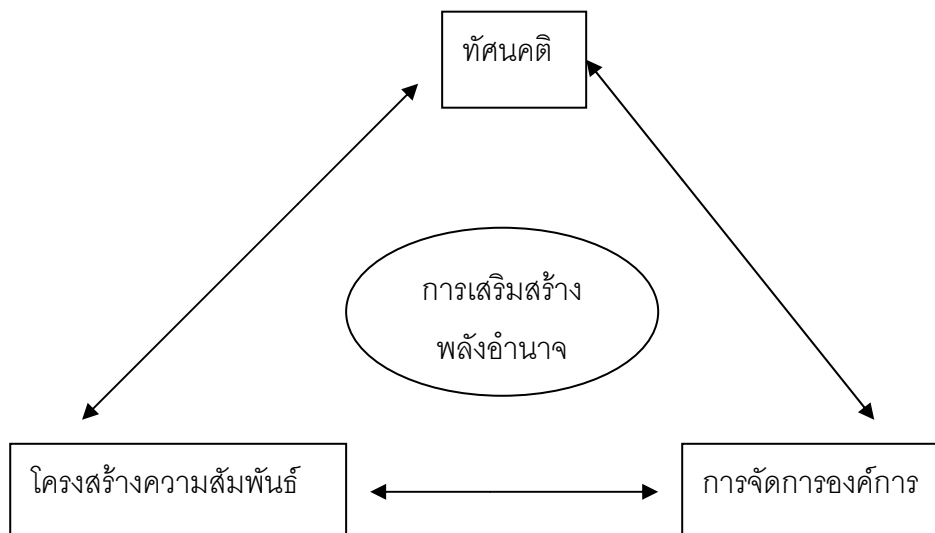 ทัศนคติ
การเสริมสร้าง
พลังอำนาจ
โครงสร้างความสัมพันธ์
การจัดการองค์การ